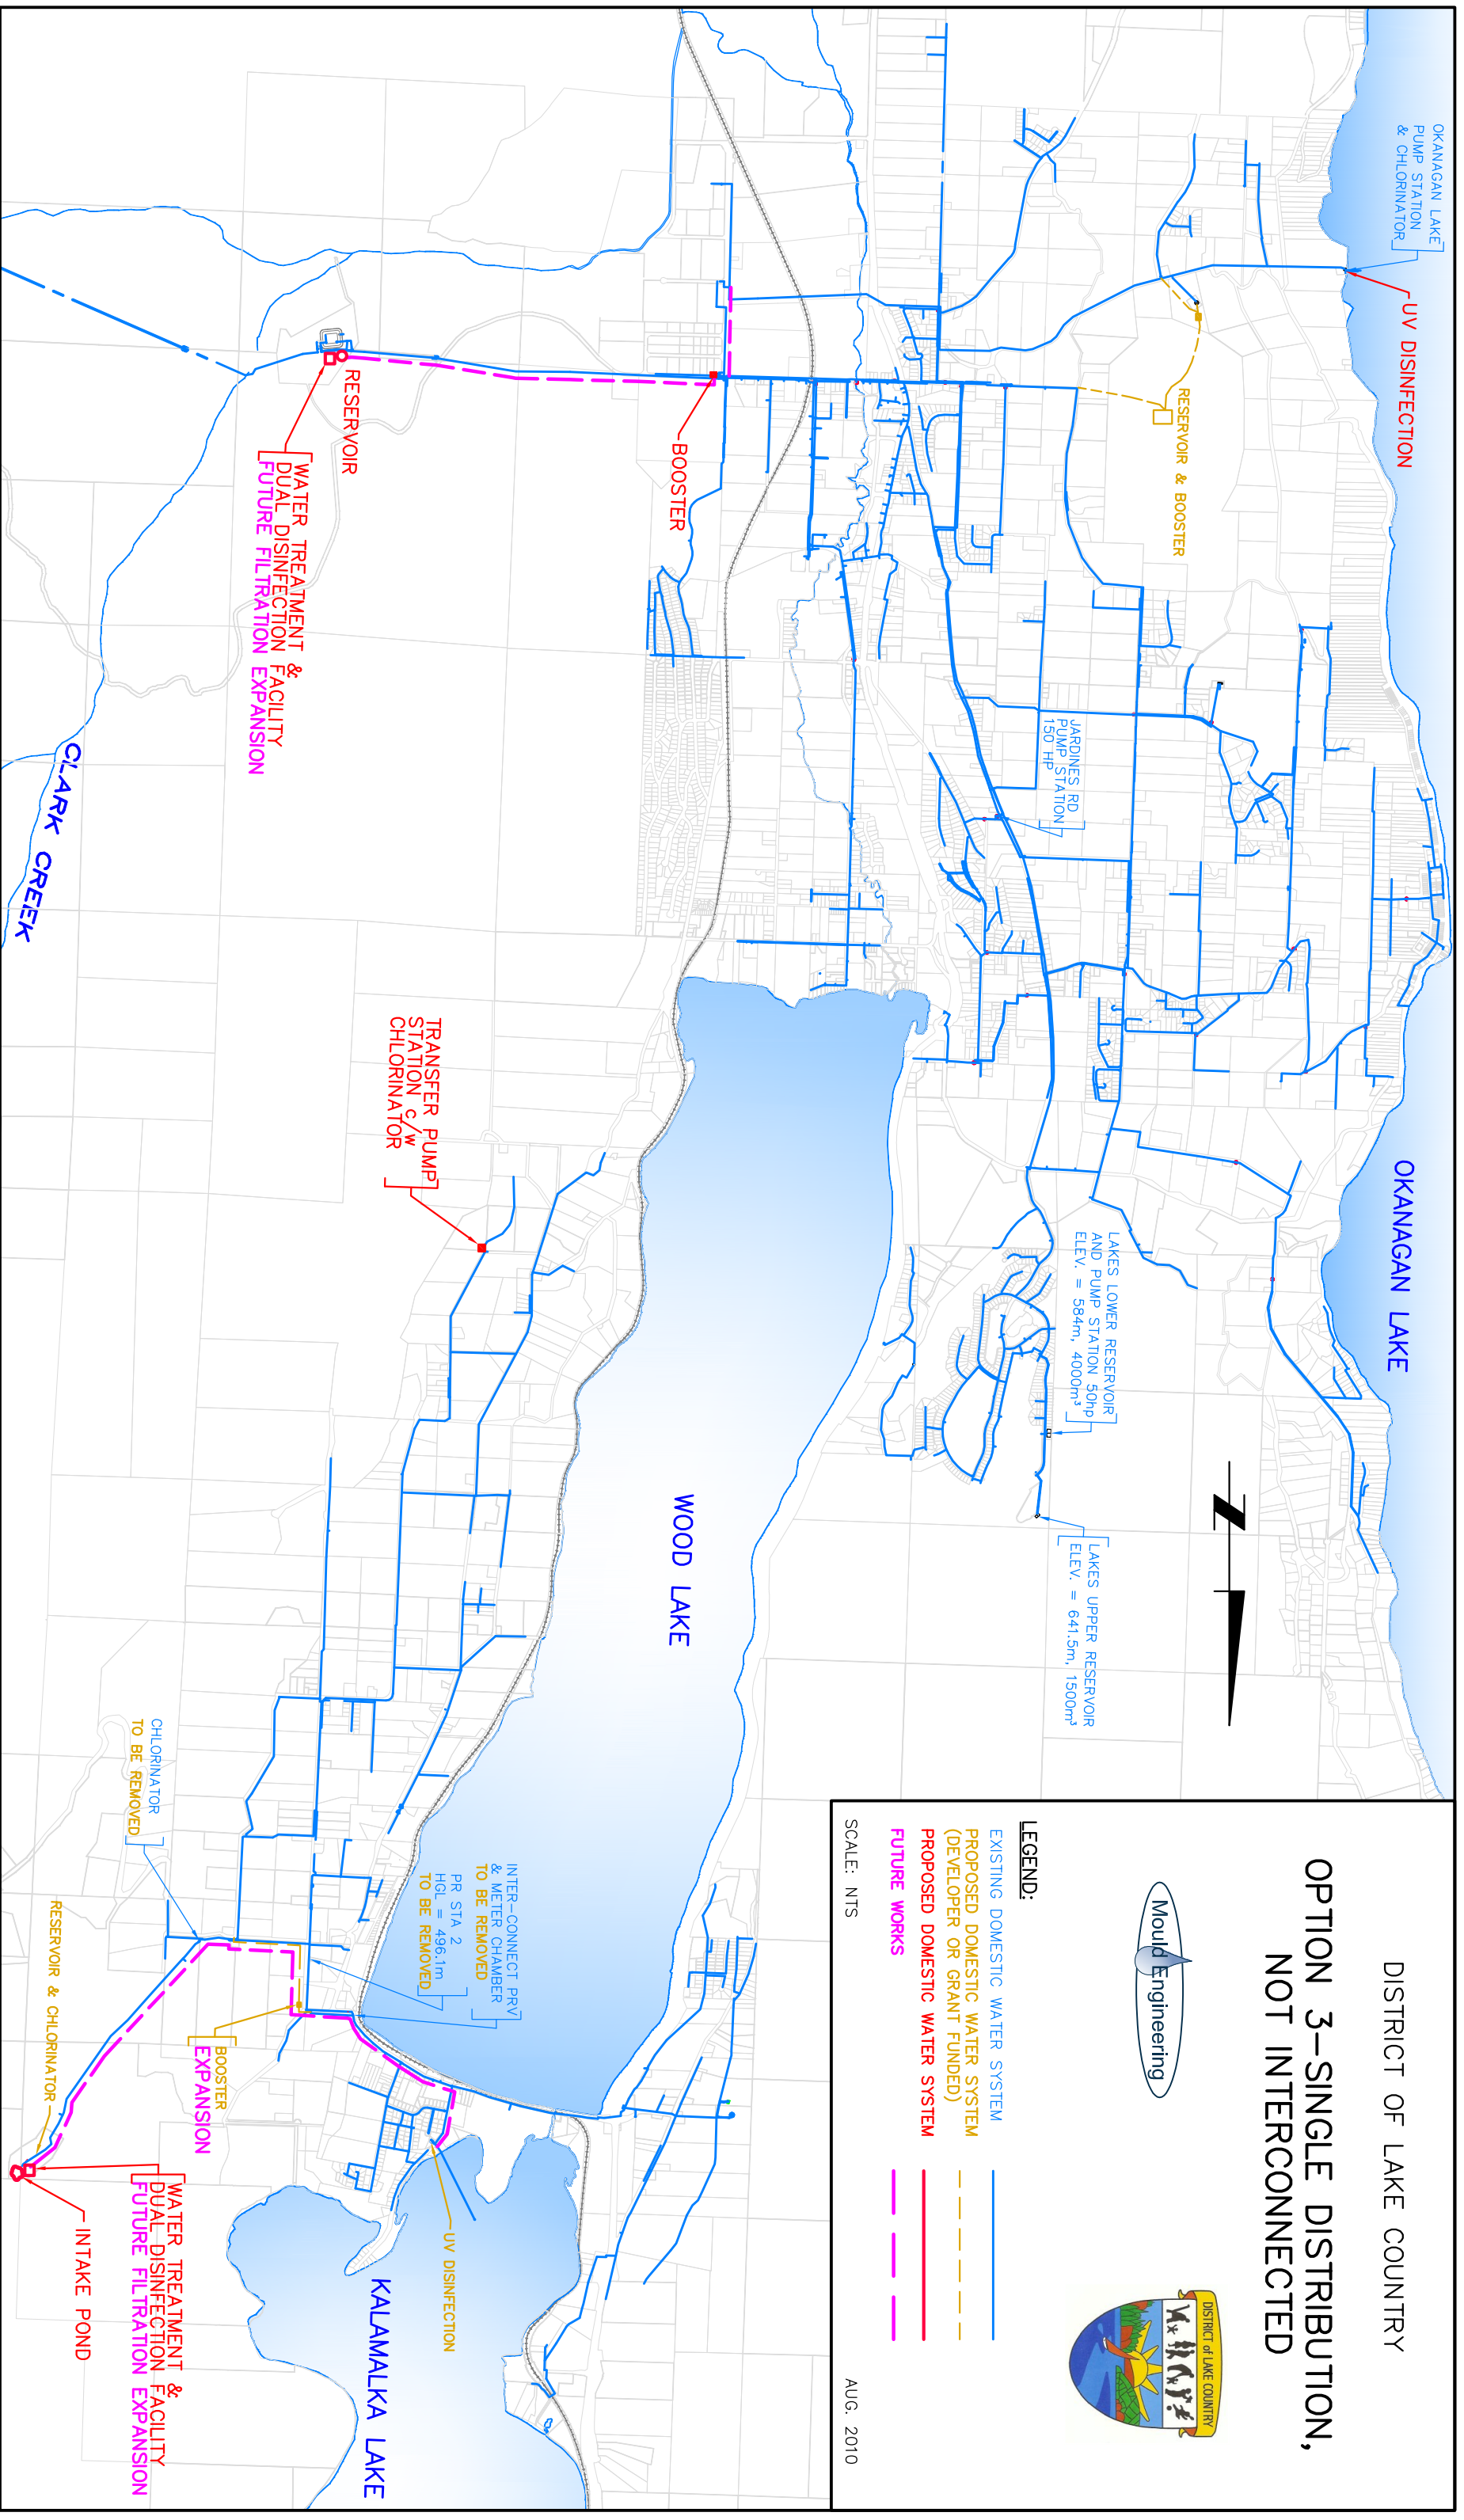 DISTRICT OF LAKE COUNTRY
OPTION 3-SINGLE DISTRIBUTION,
NOT INTERCONNECTED
Mould Engineering
DISTRICT of LAKE COUNTRY
LEGEND:
EXISTING DOMESTIC WATER SYSTEM
PROPOSED DOMESTIC WATER SYSTEM
(DEVELOPER OR GRANT FUNDED)
PROPOSED DOMESTIC WATER SYSTEM
FUTURE WORKS
SCALE: NTS
AUG. 2010
OKANAGAN LAKE
PUMP STATION
& CHLORINATOR
UV DISINFECTION
OKANAGAN LAKE
RESERVOIR & BOOSTER
JARDINES RD
PUMP STATION
150 HP
LAKES LOWER RESERVOIR
AND PUMP STATION 50hp
ELEV. = 584m, 4000m³
LAKES UPPER RESERVOIR
ELEV. = 641.5m, 1500m³
N
BOOSTER
WOOD LAKE
RESERVOIR
WATER TREATMENT &
DUAL DISINFECTION FACILITY
FUTURE FILTRATION EXPANSION
TRANSFER PUMP
STATION c/w
CHLORINATOR
CLARK CREEK
INTER-CONNECT PRV
& METER CHAMBER
TO BE REMOVED
PR STA 2
HGL = 496.1m
TO BE REMOVED
UV DISINFECTION
KALAMALKA LAKE
CHLORINATOR
TO BE REMOVED
BOOSTER
EXPANSION
RESERVOIR & CHLORINATOR
WATER TREATMENT &
DUAL DISINFECTION FACILITY
FUTURE FILTRATION EXPANSION
INTAKE POND